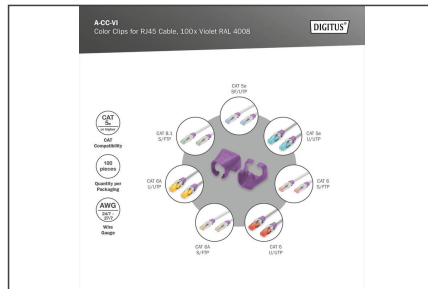 A-CC-VI
Color Clips for RJ45 Cable, 100x Violet RAL 4008
DIGITUS®
CAT
5e
or higher
CAT
Compatibility
100
pieces
Quantity per
Packaging
AWG
24/7 -
27/7
Wire
Gauge
CAT 5e
SF/UTP
CAT 8.1
S/FTP
CAT 5e
U/UTP
CAT 6A
U/UTP
CAT 6
S/FTP
CAT 6A
S/FTP
CAT 6
U/UTP